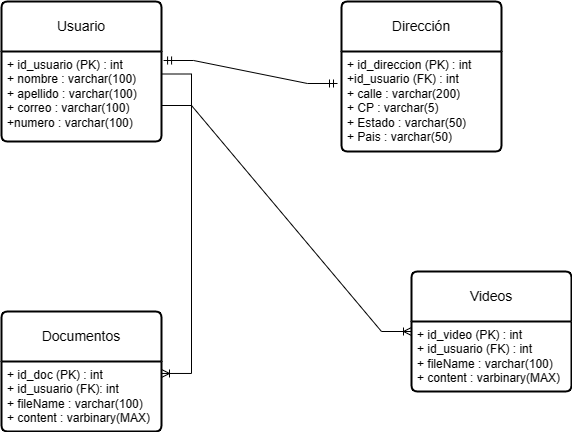 Usuario
+ id_usuario (PK) : int
+ nombre : varchar(100)
+ apellido : varchar(100)
+ correo : varchar(100)
+numero : varchar(100)
Dirección
+ id_direccion (PK) : int
+id_usuario (FK) : int
+ calle : varchar(200)
+ CP : varchar(5)
+ Estado : varchar(50)
+ Pais : varchar(50)
Documentos
+ id_doc (PK) : int
+ id_usuario (FK): int
+ fileName : varchar(100)
+ content : varbinary(MAX)
Videos
+ id_video (PK) : int
+ id_usuario (FK) : int
+ fileName : varchar(100)
+ content : varbinary(MAX)